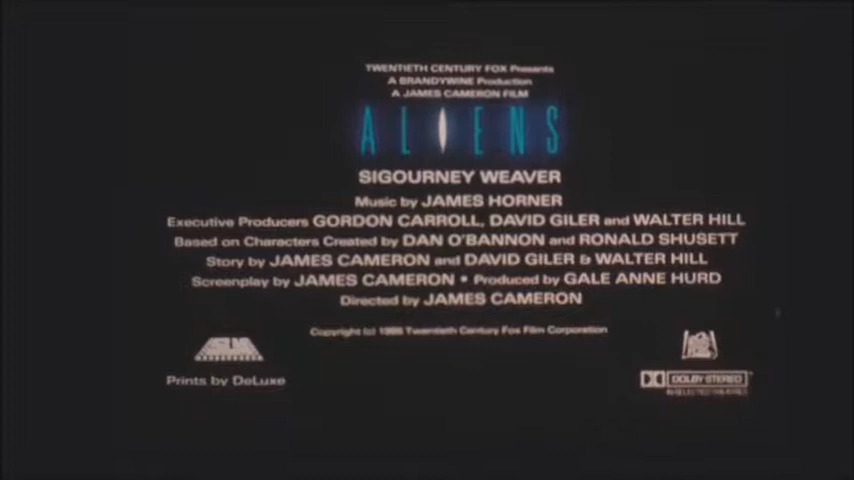 TWENTIETH CENTURY FOX Presents
A BRANDYWINE Production
A JAMES CAMERON FILM
ALIENS
SIGOURNEY WEAVER
Music by JAMES HORNER
Executive Producers GORDON CARROLL, DAVID GILER and WALTER HILL
Based on Characters Created by DAN O'BANNON and RONALD SHUSETT
Story by JAMES CAMERON and DAVID GILER & WALTER HILL
Screenplay by JAMES CAMERON • Produced by GALE ANNE HURD
Directed by JAMES CAMERON
Copyright (c) 1986 Twentieth Century Fox Film Corporation
Prints by DeLuxe
DOLBY STEREO
IN SELECTED THEATRES